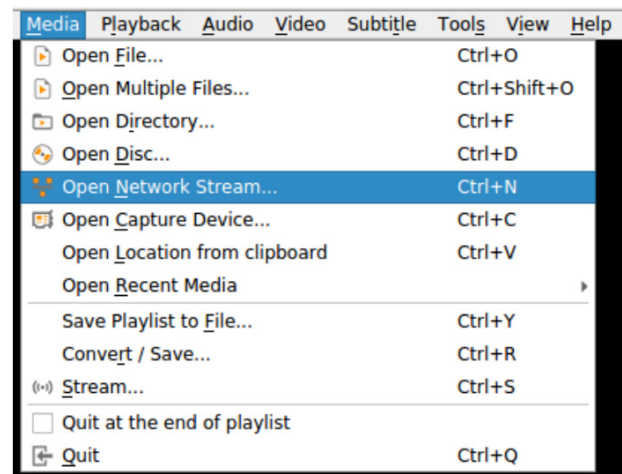 Media Playback Audio Video Subtitle Tools View Help
Open File... Ctrl+O
Open Multiple Files... Ctrl+Shift+O
Open Directory... Ctrl+F
Open Disc... Ctrl+D
Open Network Stream... Ctrl+N
Open Capture Device... Ctrl+C
Open Location from clipboard Ctrl+V
Open Recent Media
Save Playlist to File... Ctrl+Y
Convert / Save... Ctrl+R
Stream... Ctrl+S
Quit at the end of playlist
Quit Ctrl+Q